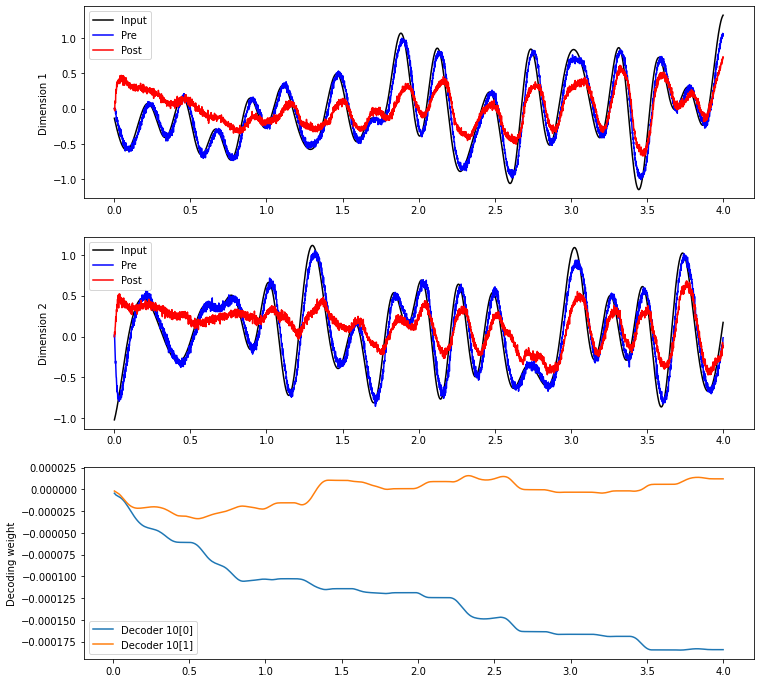 Dimension 1
1.0
0.5
0.0
−0.5
−1.0
Input
Pre
Post
0.0 0.5 1.0 1.5 2.0 2.5 3.0 3.5 4.0
Dimension 2
1.0
0.5
0.0
−0.5
−1.0
Input
Pre
Post
0.0 0.5 1.0 1.5 2.0 2.5 3.0 3.5 4.0
Decoding weight
0.000025
0.000000
−0.000025
−0.000050
−0.000075
−0.000100
−0.000125
−0.000150
−0.000175
Decoder 10[0]
Decoder 10[1]
0.0 0.5 1.0 1.5 2.0 2.5 3.0 3.5 4.0